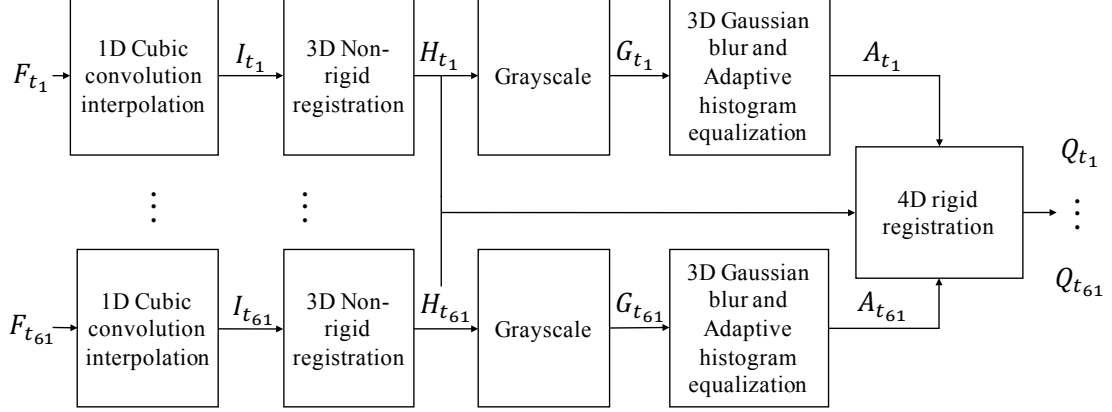 F_{t_1}
1D Cubic
convolution
interpolation
I_{t_1}
3D Non-
rigid
registration
H_{t_1}
Grayscale
G_{t_1}
3D Gaussian
blur and
Adaptive
histogram
equalization
A_{t_1}
4D rigid
registration
Q_{t_1}
⋮
Q_{t_{61}}
⋮
⋮
F_{t_{61}}
1D Cubic
convolution
interpolation
I_{t_{61}}
3D Non-
rigid
registration
H_{t_{61}}
Grayscale
G_{t_{61}}
3D Gaussian
blur and
Adaptive
histogram
equalization
A_{t_{61}}